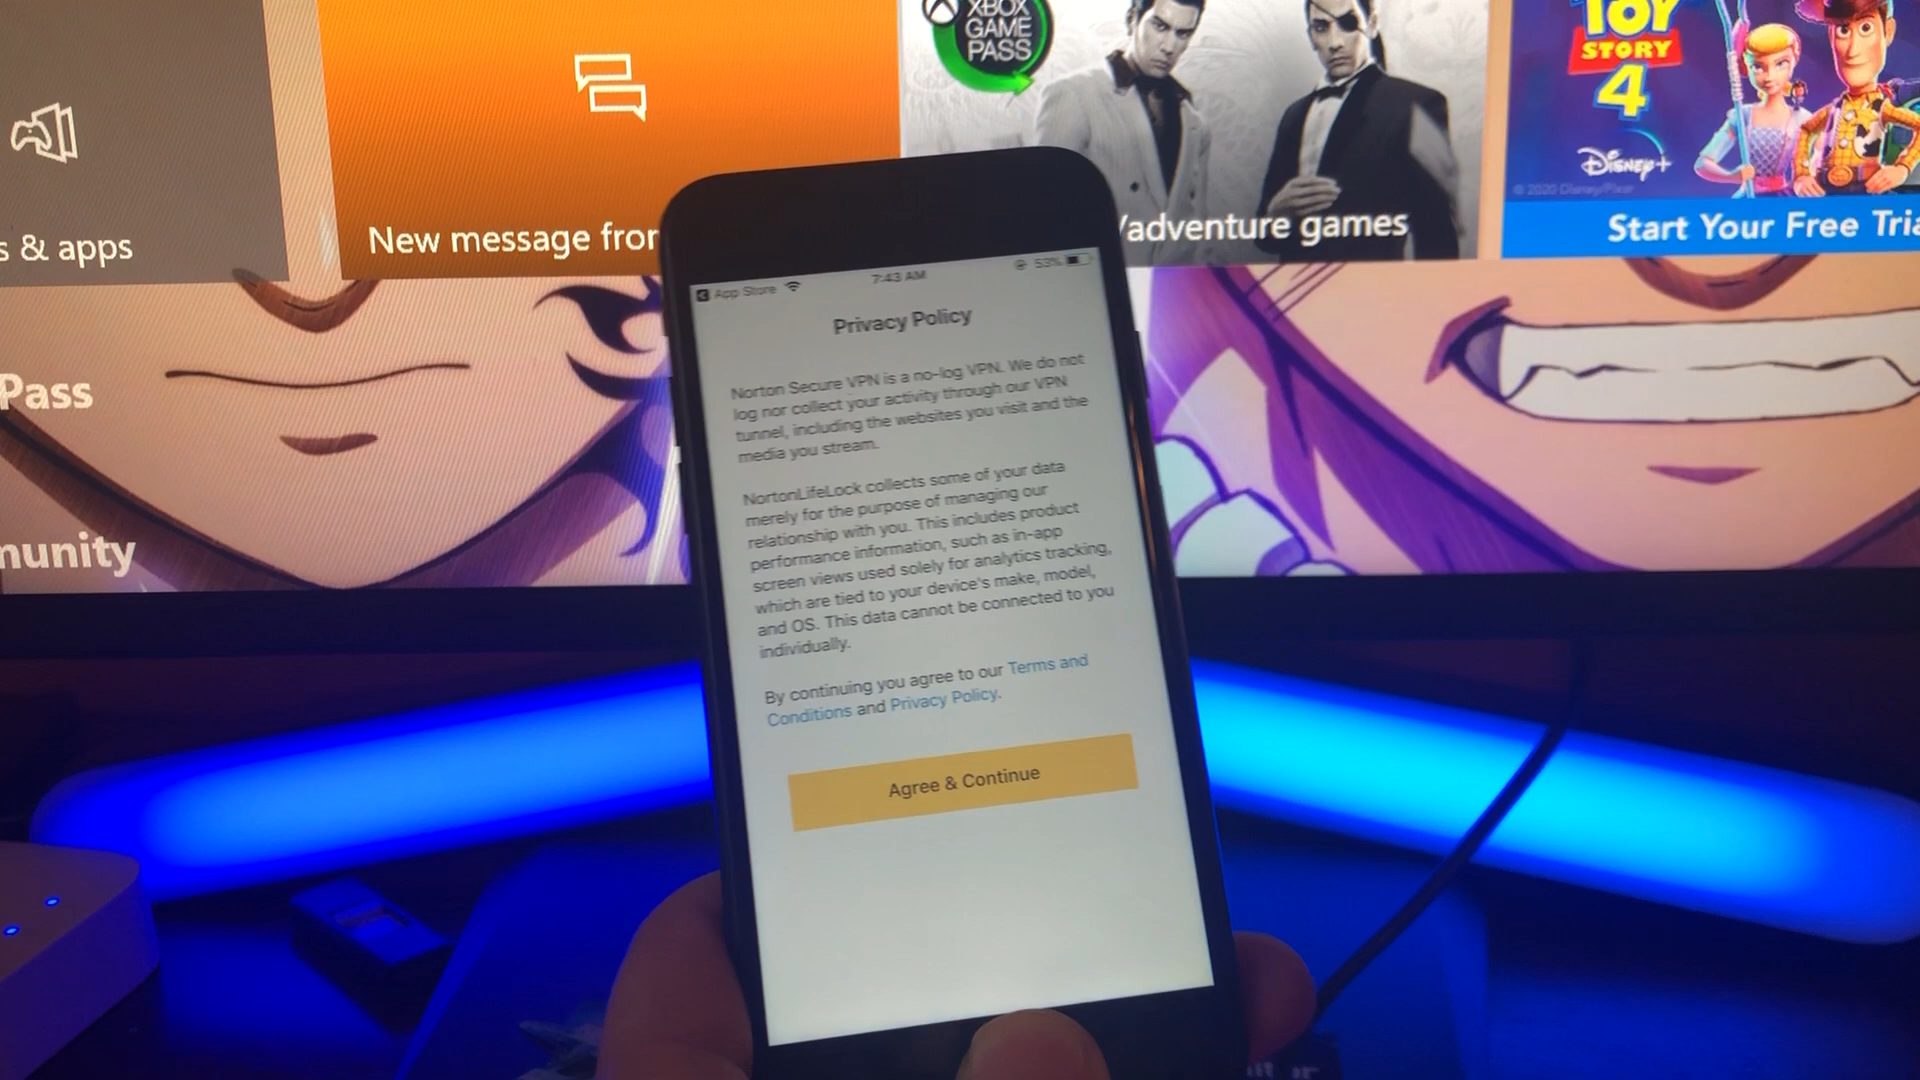 XBOX
GAME
PASS
TOY
STORY
4
Disney+
© 2020 Disney/Pixar
s & apps
New message from
/adventure games
Start Your Free Tria
Pass
munity
App Store
7:43 AM
53%
Privacy Policy
Norton Secure VPN is a no-log VPN. We do not
log nor collect your activity through our VPN
tunnel, including the websites you visit and the
media you stream.
NortonLifeLock collects some of your data
merely for the purpose of managing our
relationship with you. This includes product
performance information, such as in-app
screen views used solely for analytics tracking,
which are tied to your device's make, model,
and OS. This data cannot be connected to you
individually.
By continuing you agree to our Terms and
Conditions and Privacy Policy.
Agree & Continue